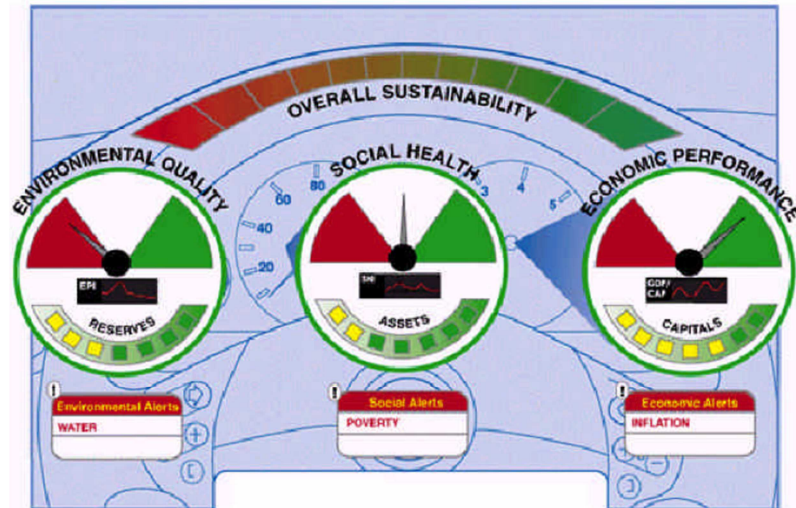 OVERALL SUSTAINABILITY
ENVIRONMENTAL QUALITY
SOCIAL HEALTH
ECONOMIC PERFORMANCE
60
80
20
3
4
5
EPI
SHI
GDP/
CAP
RESERVES
ASSETS
CAPITALS
!
!
!
Environmental Alerts
Social Alerts
Economic Alerts
WATER
POVERTY
INFLATION